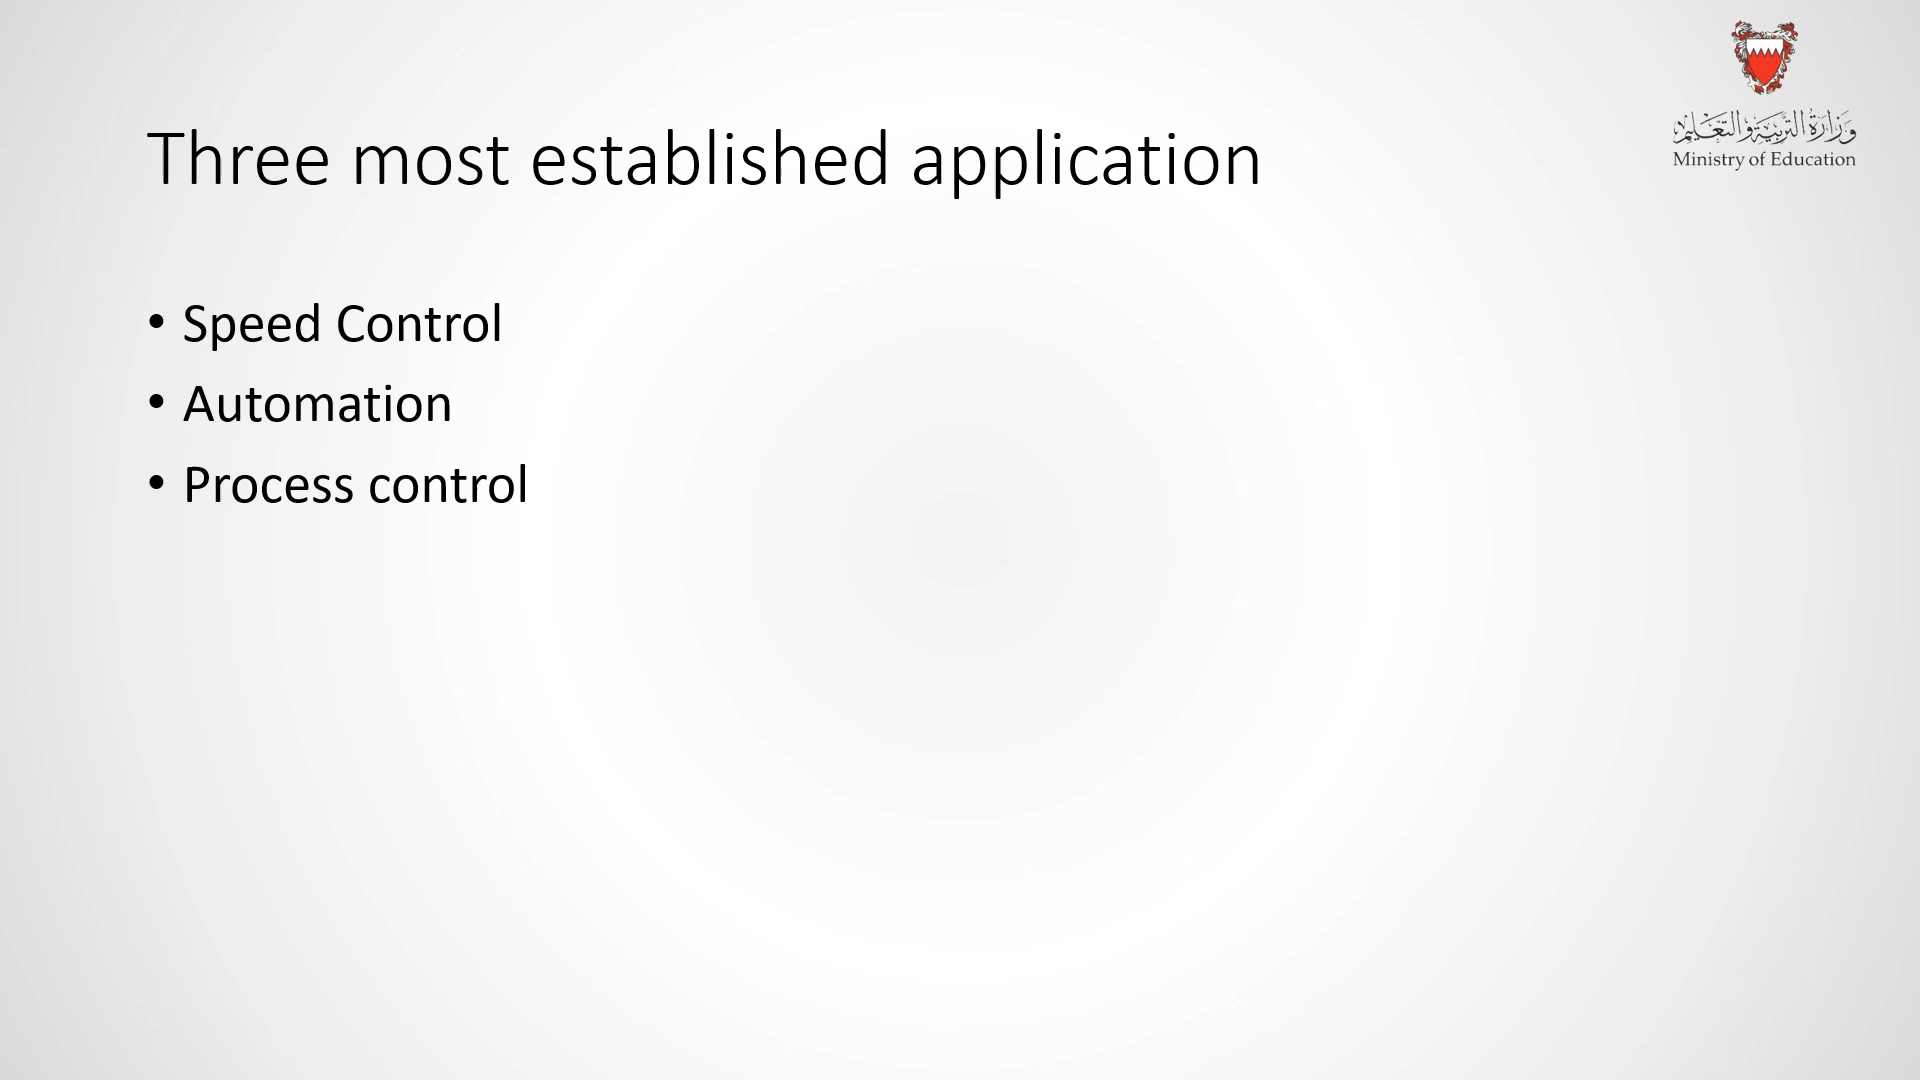 وزارة التربية والتعليم
Ministry of Education
Three most established application
• Speed Control
• Automation
• Process control